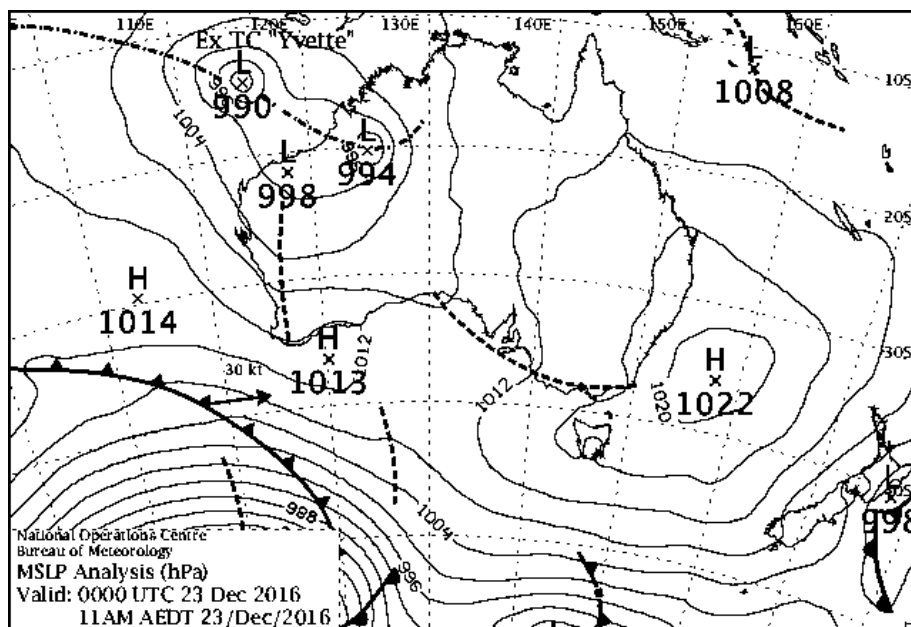 110E 120E 130E 140E 150E 160E
Ex TC "Yvette"
L
990
L
1008
10S
1004
L
994
L
998
20S
H
1014
H
1013
1012
30S
H
1022
1020
1012
30 kt
L
998
988
1004
996
National Operations Centre
Bureau of Meteorology
MSLP Analysis (hPa)
Valid: 0000 UTC 23 Dec 2016
11AM AEDT 23/Dec/2016